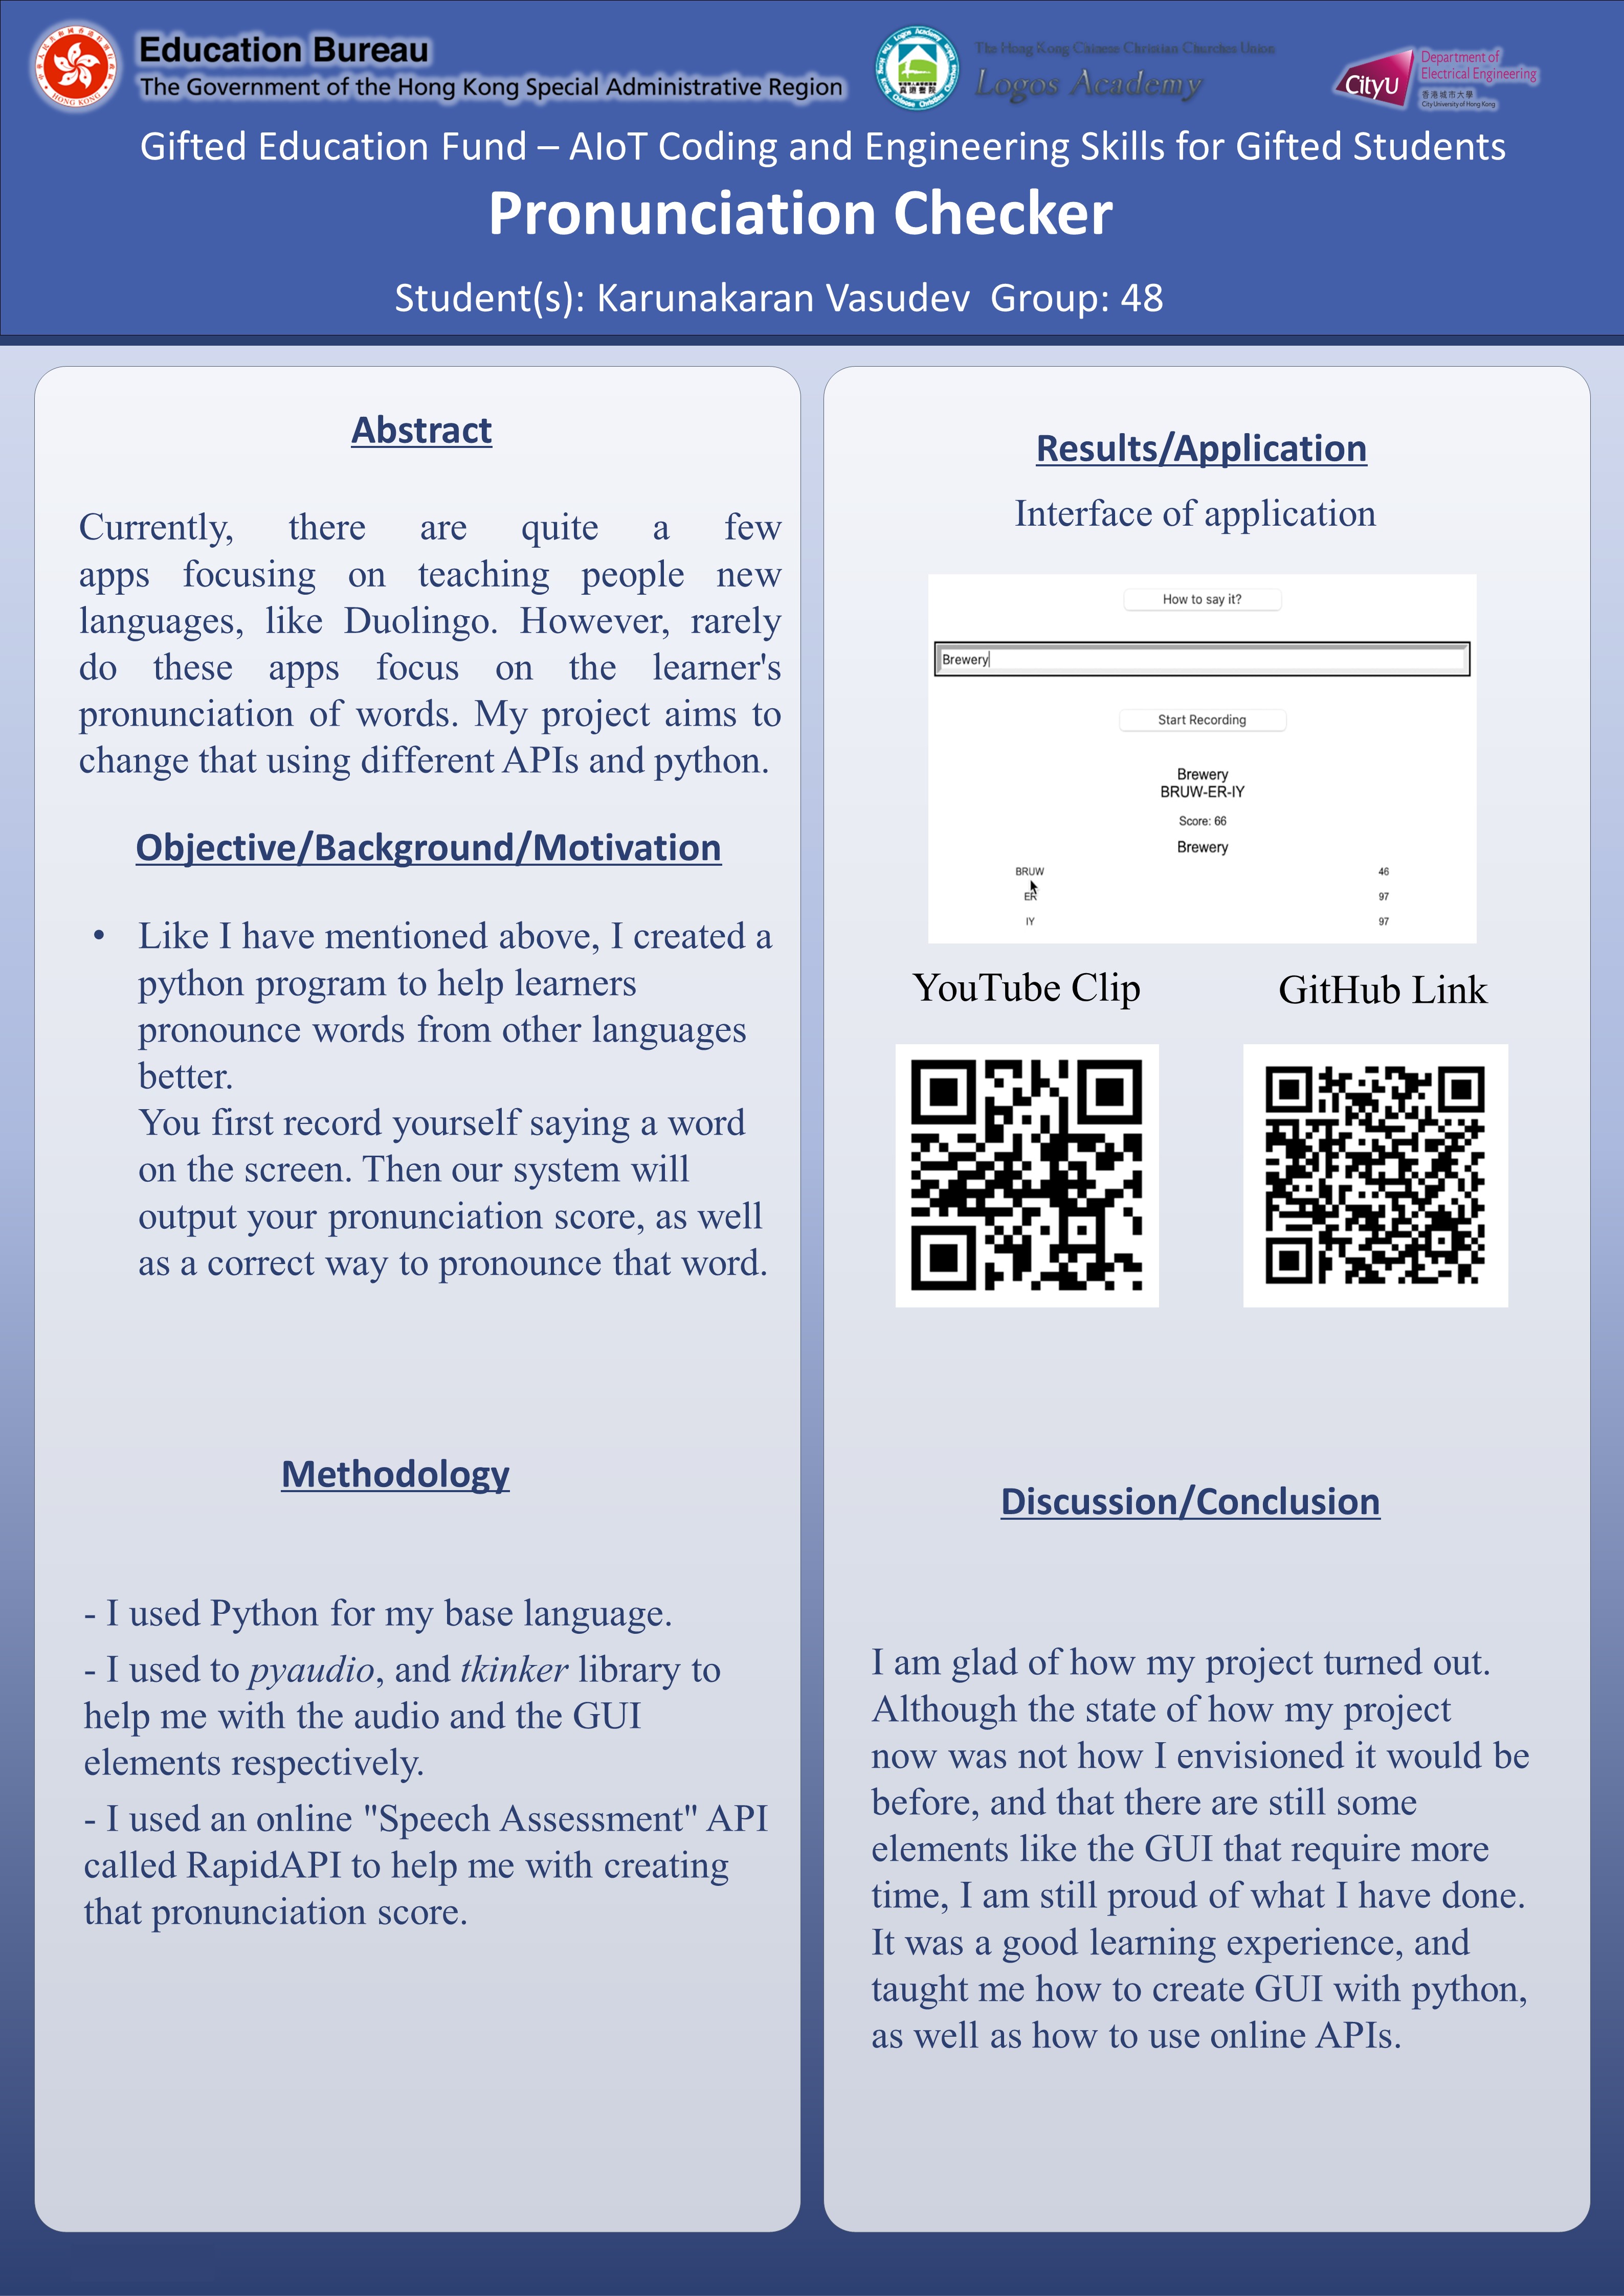 Education Bureau
The Government of the Hong Kong Special Administrative Region
HONG KONG
The Hong Kong Chinese Christian Churches Union
Logos Academy
真道書院
CityU
Department of
Electrical Engineering
香港城市大學
City University of Hong Kong
Gifted Education Fund – AIoT Coding and Engineering Skills for Gifted Students
Pronunciation Checker
Student(s): Karunakaran Vasudev  Group: 48
Abstract
Currently, there are quite a few
apps focusing on teaching people new
languages, like Duolingo. However, rarely
do these apps focus on the learner's
pronunciation of words. My project aims to
change that using different APIs and python.
Objective/Background/Motivation
• Like I have mentioned above, I created a
python program to help learners
pronounce words from other languages
better.
You first record yourself saying a word
on the screen. Then our system will
output your pronunciation score, as well
as a correct way to pronounce that word.
Methodology
- I used Python for my base language.
- I used to pyaudio, and tkinker library to
help me with the audio and the GUI
elements respectively.
- I used an online "Speech Assessment" API
called RapidAPI to help me with creating
that pronunciation score.
Results/Application
Interface of application
How to say it?
Brewery
Start Recording
Brewery
BRUW-ER-IY
Score: 66
Brewery
BRUW 46
ER 97
IY 97
YouTube Clip GitHub Link
Discussion/Conclusion
I am glad of how my project turned out.
Although the state of how my project
now was not how I envisioned it would be
before, and that there are still some
elements like the GUI that require more
time, I am still proud of what I have done.
It was a good learning experience, and
taught me how to create GUI with python,
as well as how to use online APIs.